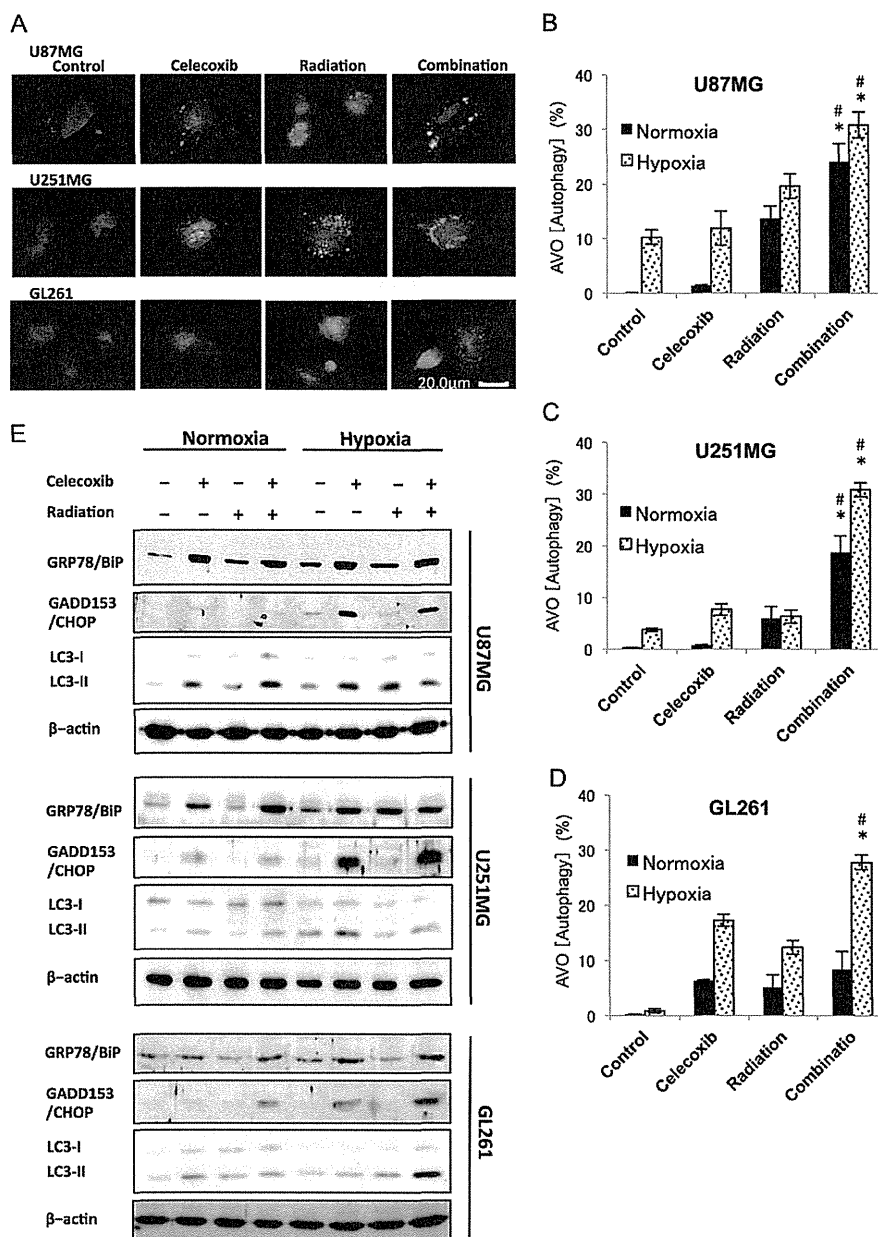 A
U87MG
Control Celecoxib Radiation Combination
U251MG
GL261
20.0μm
B
U87MG
AVO [Autophagy] (%)
40
30
20
10
0
Normoxia
Hypoxia
#
*
#
*
Control
Celecoxib
Radiation
Combination
C
U251MG
AVO [Autophagy] (%)
40
30
20
10
0
Normoxia
Hypoxia
#
*
#
*
Control
Celecoxib
Radiation
Combination
D
GL261
AVO [Autophagy] (%)
40
30
20
10
0
Normoxia
Hypoxia
#
*
Control
Celecoxib
Radiation
Combinatio
E
Normoxia Hypoxia
Celecoxib − + − + − + − +
Radiation − − + + − − + +
GRP78/BiP
GADD153
/CHOP
LC3-I
LC3-II
β−actin
U87MG
GRP78/BiP
GADD153
/CHOP
LC3-I
LC3-II
β−actin
U251MG
GRP78/BiP
GADD153
/CHOP
LC3-I
LC3-II
β−actin
GL261